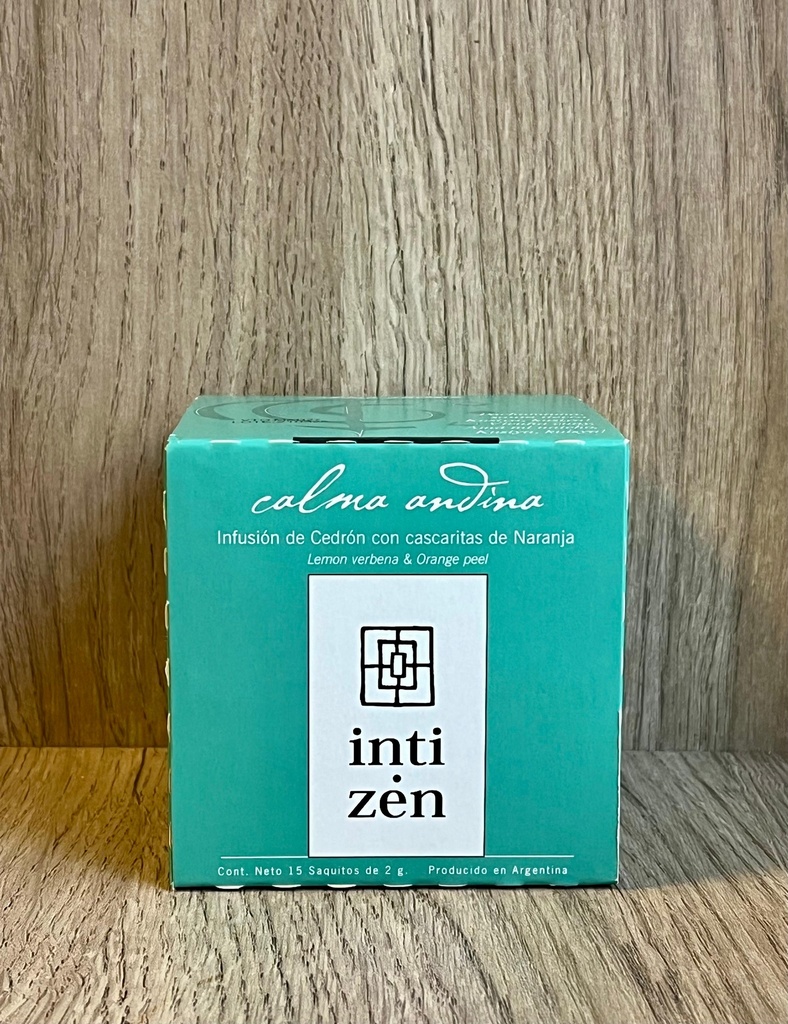 calma andina
Infusión de Cedrón con cascaritas de Naranja
Lemon verbena & Orange peel
inti
zen
Cont. Neto 15 Saquitos de 2 g. Producido en Argentina